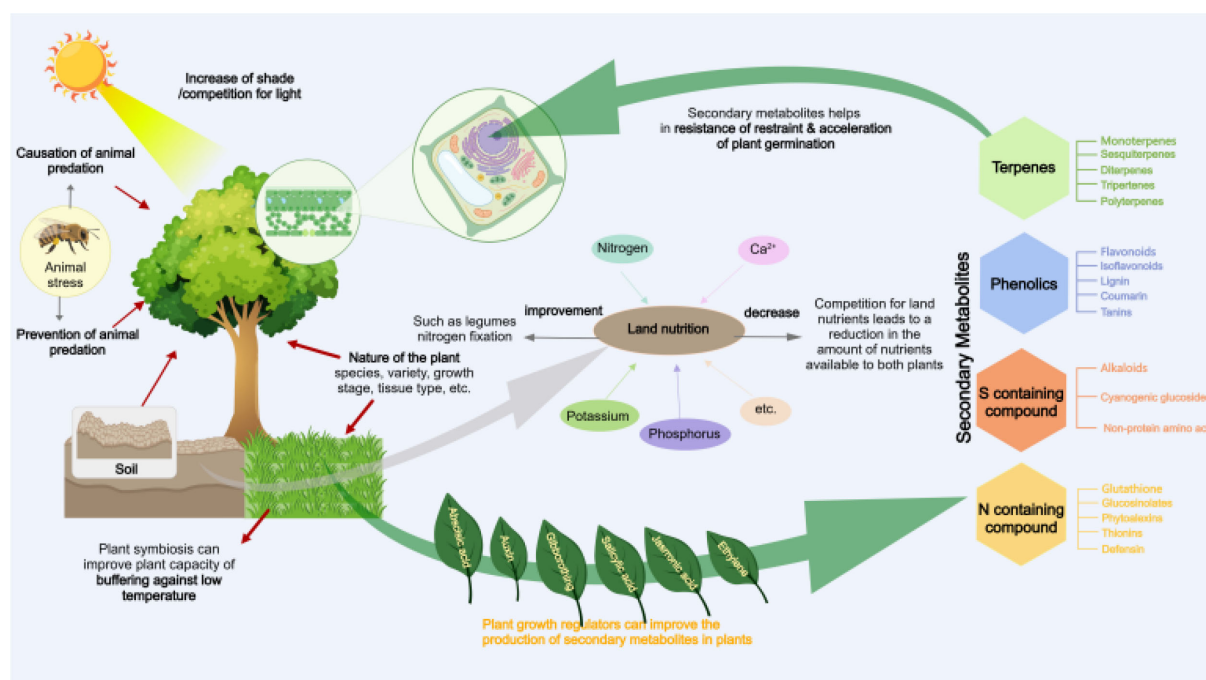 Increase of shade
/competition for light
Causation of animal
predation
Animal
stress
Prevention of animal
predation
Soil
Plant symbiosis can
improve plant capacity of
buffering against low
temperature
Nature of the plant
species, variety, growth
stage, tissue type, etc.
Such as legumes
nitrogen fixation
improvement
Land nutrition
decrease
Nitrogen
Ca²⁺
Potassium
Phosphorus
etc.
Competition for land
nutrients leads to a
reduction in the
amount of nutrients
available to both plants
Secondary metabolites helps
in resistance of restraint & acceleration
of plant germination
Abscisic acid
Auxin
Salicylic acid
Jasmonic acid
Ethylene
Plant growth regulators can improve the
production of secondary metabolites in plants
Secondary Metabolites
Terpenes
Monoterpenes
Sesquiterpenes
Diterpenes
Tripertenes
Polyterpenes
Phenolics
Flavonoids
Isoflavonoids
Lignin
Coumarin
Tanins
S containing
compound
Alkaloids
Cyanogenic glucoside
Non-protein amino ac
N containing
compound
Glutathione
Glucosinolates
Phytoalexins
Thionins
Defensin